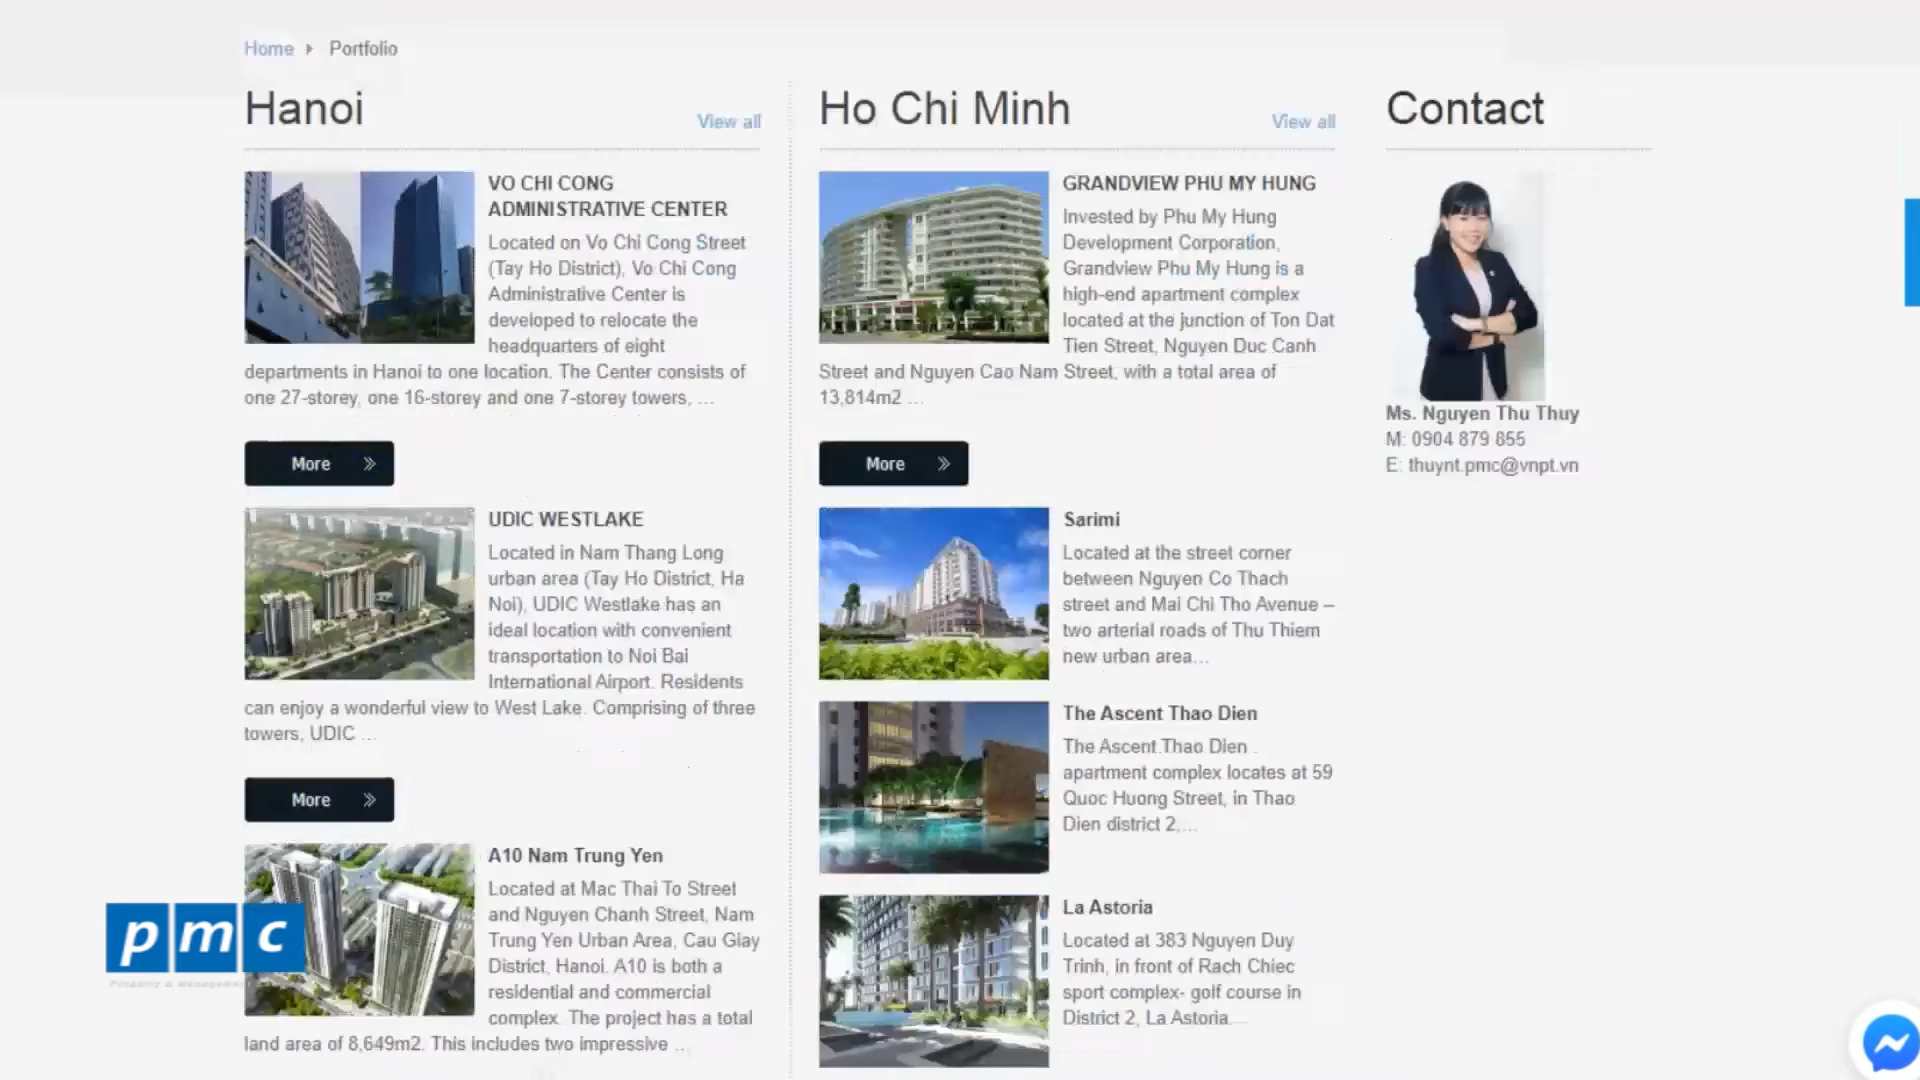 Home
Portfolio
Hanoi
View all
VO CHI CONG
ADMINISTRATIVE CENTER
Located on Vo Chi Cong Street
(Tay Ho District), Vo Chi Cong
Administrative Center is
developed to relocate the
headquarters of eight
departments in Hanoi to one location. The Center consists of
one 27-storey, one 16-storey and one 7-storey towers, ...
More
UDIC WESTLAKE
Located in Nam Thang Long
urban area (Tay Ho District, Ha
Noi), UDIC Westlake has an
ideal location with convenient
transportation to Noi Bai
International Airport. Residents
can enjoy a wonderful view to West Lake. Comprising of three
towers, UDIC ...
More
A10 Nam Trung Yen
Located at Mac Thai To Street
and Nguyen Chanh Street, Nam
Trung Yen Urban Area, Cau Giay
District, Hanoi. A10 is both a
residential and commercial
complex. The project has a total
land area of 8,649m2. This includes two impressive ...
Ho Chi Minh
View all
GRANDVIEW PHU MY HUNG
Invested by Phu My Hung
Development Corporation,
Grandview Phu My Hung is a
high-end apartment complex
located at the junction of Ton Dat
Tien Street, Nguyen Duc Canh
Street and Nguyen Cao Nam Street, with a total area of
13,814m2 ...
More
Sarimi
Located at the street corner
between Nguyen Co Thach
street and Mai Chi Tho Avenue –
two arterial roads of Thu Thiem
new urban area...
The Ascent Thao Dien
The Ascent Thao Dien
apartment complex locates at 59
Quoc Huong Street, in Thao
Dien district 2,...
La Astoria
Located at 383 Nguyen Duy
Trinh, in front of Rach Chiec
sport complex- golf course in
District 2, La Astoria...
Contact
Ms. Nguyen Thu Thuy
M: 0904 879 855
E: thuynt.pmc@vnpt.vn
pmc
Property & Management